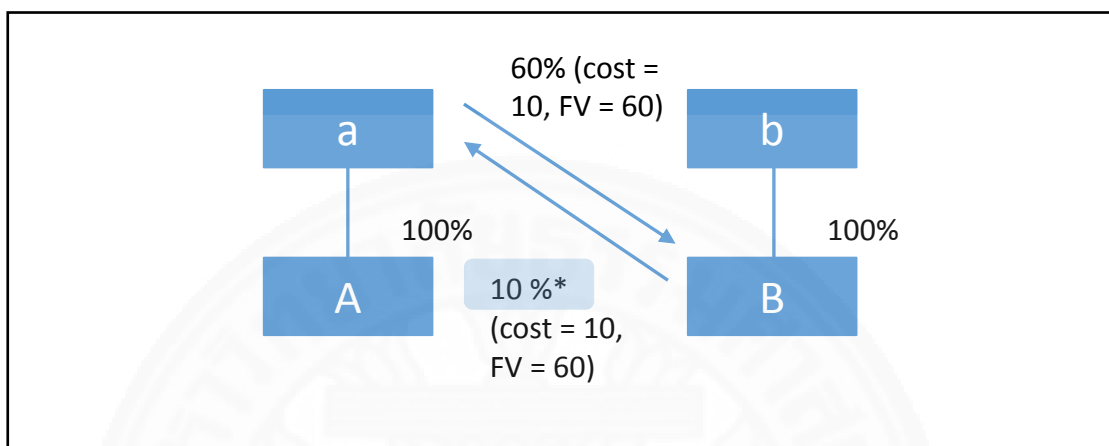 60% (cost =
10, FV = 60)
a
b
100%
100%
A
B
10 %*
(cost = 10,
FV = 60)